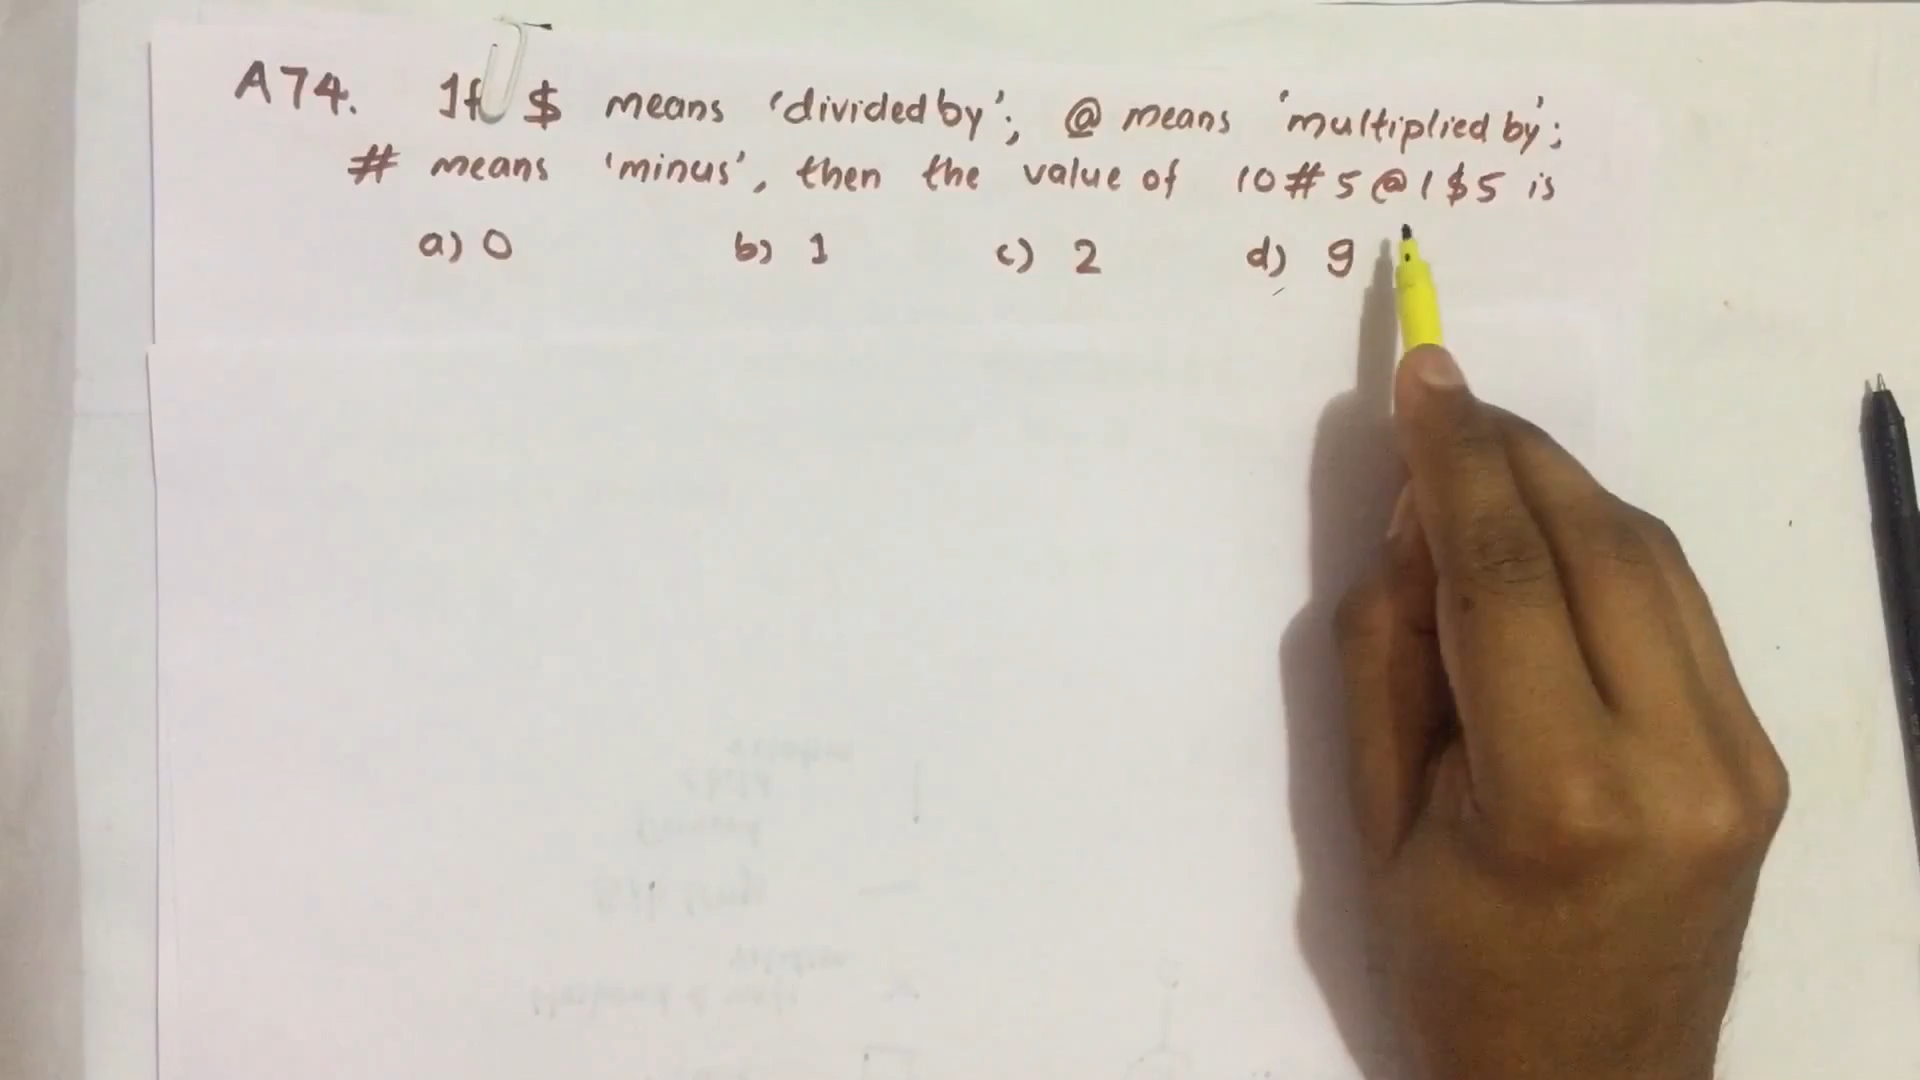 A74. If $ means 'divided by'; @ means 'multiplied by';
# means 'minus', then the value of 10 # 5 @ 1 $ 5 is
a) 0 b) 1 c) 2 d) 9